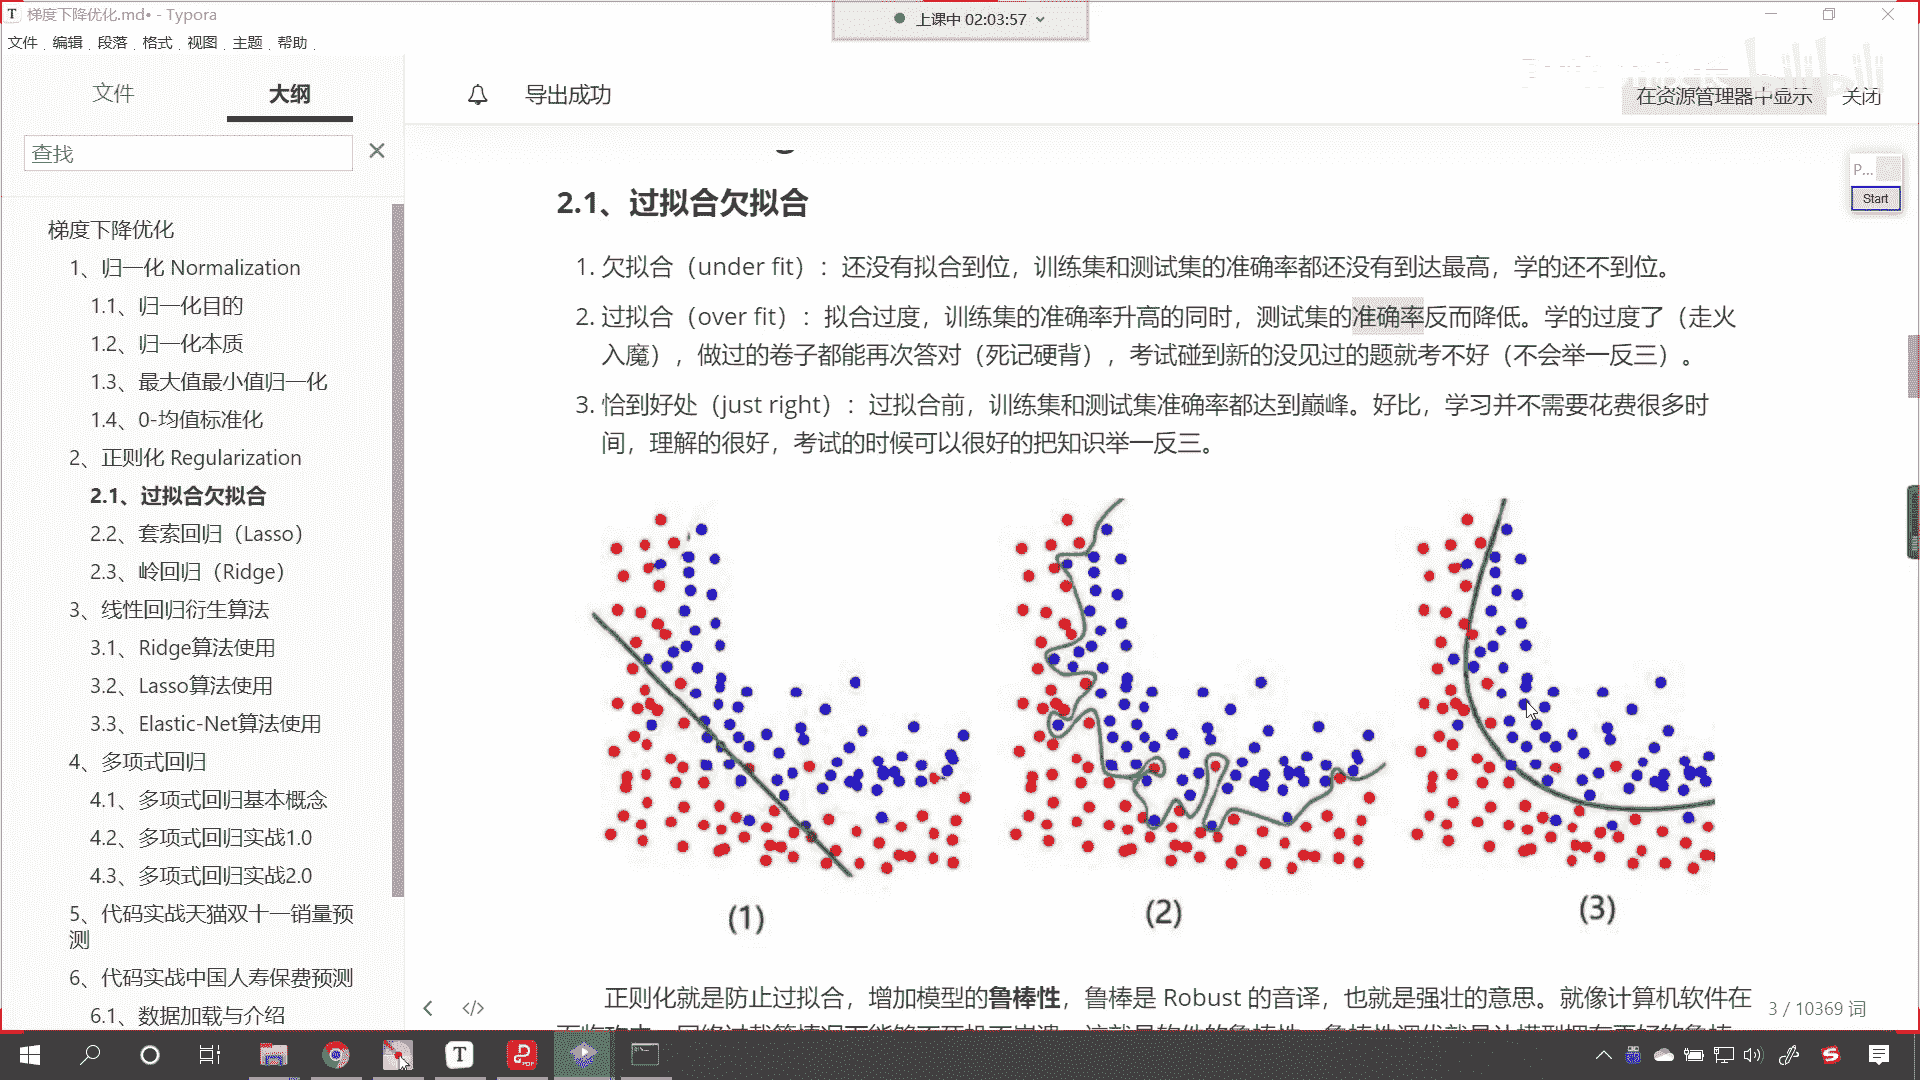 梯度下降优化.md• - Typora
上课中 02:03:57
文件 编辑 段落 格式 视图 主题 帮助
文件
大纲
导出成功
在资源管理器中显示
关闭
查找
P...
Start
梯度下降优化
1、归一化 Normalization
1.1、归一化目的
1.2、归一化本质
1.3、最大值最小值归一化
1.4、0-均值标准化
2、正则化 Regularization
2.1、过拟合欠拟合
2.2、套索回归（Lasso）
2.3、岭回归（Ridge）
3、线性回归衍生算法
3.1、Ridge算法使用
3.2、Lasso算法使用
3.3、Elastic-Net算法使用
4、多项式回归
4.1、多项式回归基本概念
4.2、多项式回归实战1.0
4.3、多项式回归实战2.0
5、代码实战天猫双十一销量预
测
6、代码实战中国人寿保费预测
6.1、数据加载与介绍
2.1、过拟合欠拟合
1. 欠拟合（under fit）：还没有拟合到位，训练集和测试集的准确率都还没有到达最高，学的还不到位。
2. 过拟合（over fit）：拟合过度，训练集的准确率升高的同时，测试集的准确率反而降低。学的过度了（走火
入魔），做过的卷子都能再次答对（死记硬背），考试碰到新的没见过的题就考不好（不会举一反三）。
3. 恰到好处（just right）：过拟合前，训练集和测试集准确率都达到巅峰。好比，学习并不需要花费很多时
间，理解的很好，考试的时候可以很好的把知识举一反三。
(1)
(2)
(3)
正则化就是防止过拟合，增加模型的鲁棒性，鲁棒是 Robust 的音译，也就是强壮的意思。就像计算机软件在
3 / 10369 词